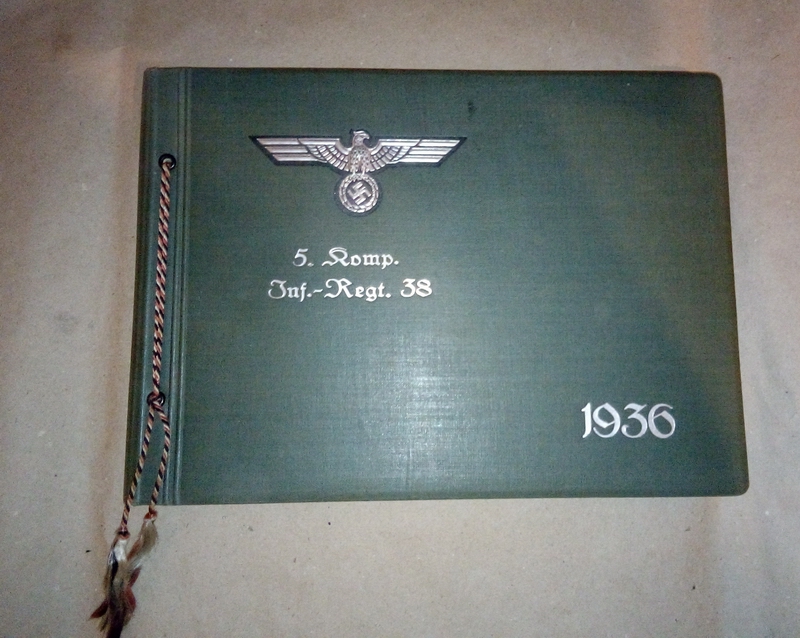 5. Komp.
Inf.-Regt. 38
1936